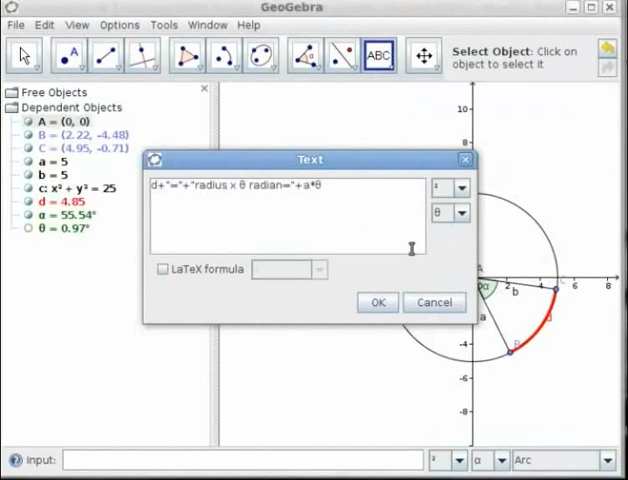 GeoGebra
File Edit View Options Tools Window Help
ABC
Select Object: Click on
object to select it
Free Objects
Dependent Objects
A = (0, 0)
B = (2.22, -4.48)
C = (4.95, -0.71)
a = 5
b = 5
c: x² + y² = 25
d = 4.85
α = 55.54°
θ = 0.97°
Text
d+"="+"radius x θ radian="+a*θ
²
θ
LaTeX formula
OK Cancel
10
8
A
α
2 4 6 8
C
b
a
d
B
-4
-6
-8
Input:
² α Arc